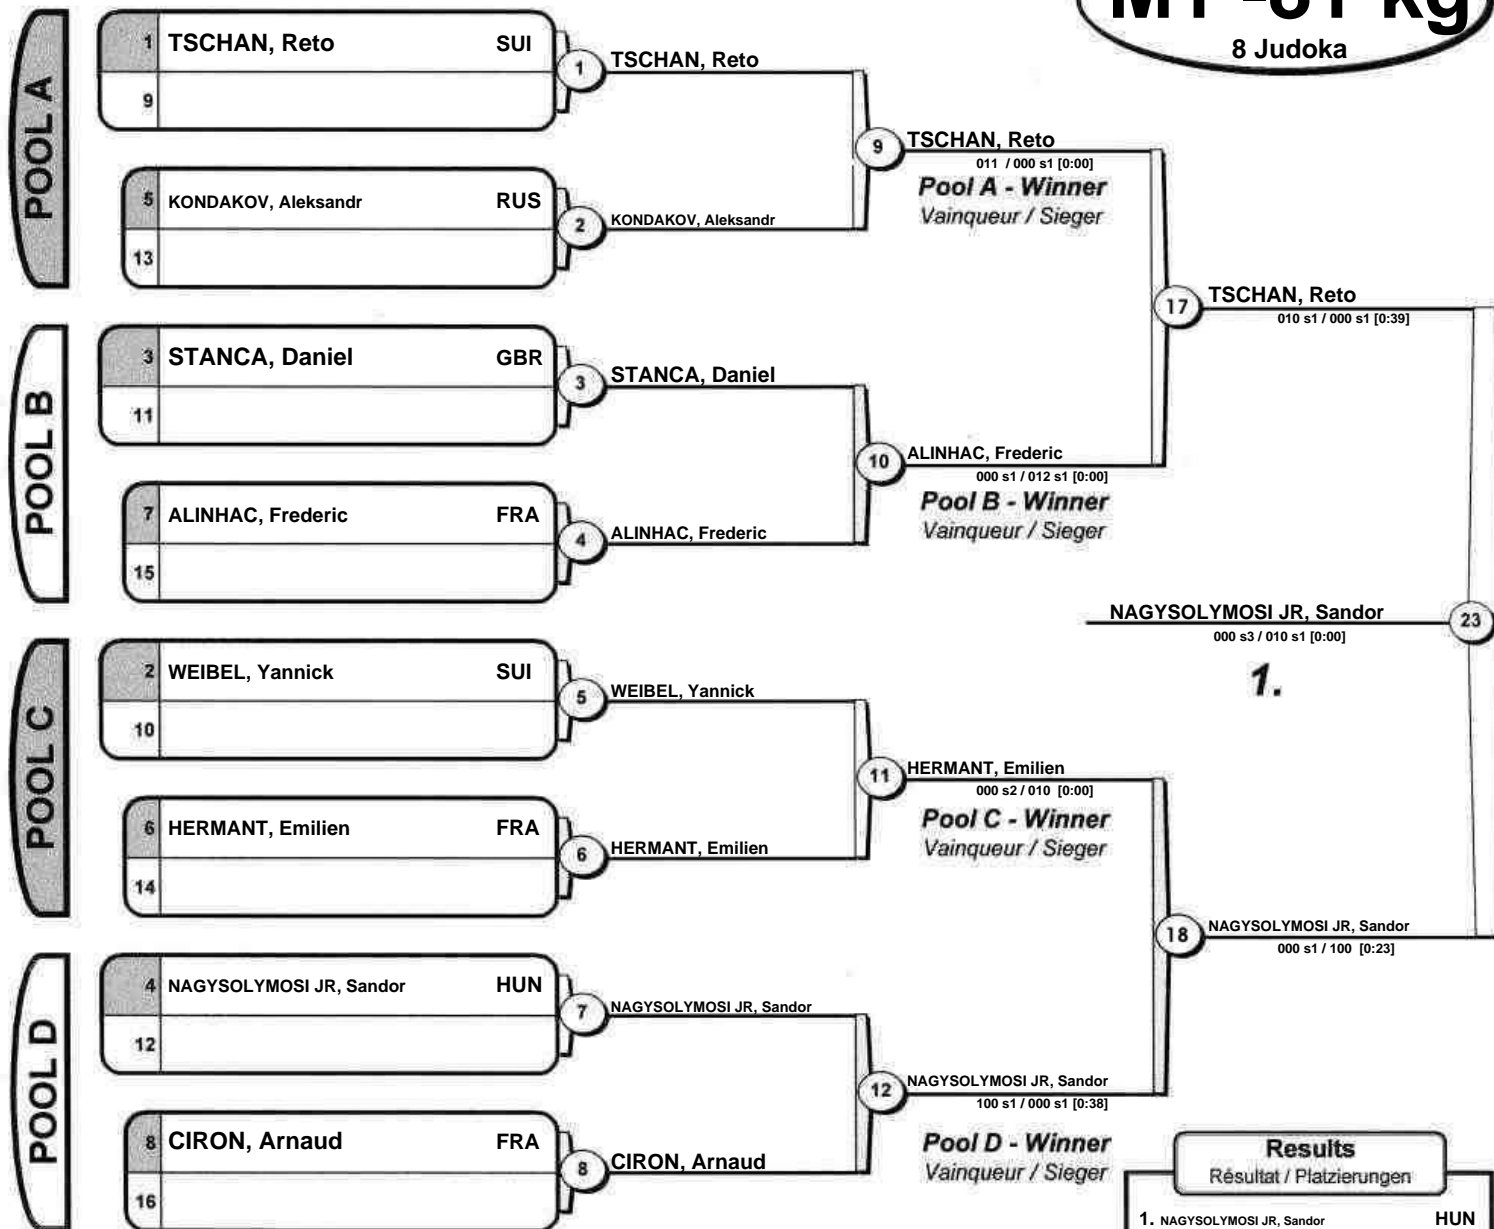 M1 -81 kg
8 Judoka
POOL A
1 TSCHAN, Reto SUI
9
5 KONDAKOV, Aleksandr RUS
13
1 TSCHAN, Reto
2 KONDAKOV, Aleksandr
9 TSCHAN, Reto
011 / 000 s1 [0:00]
Pool A - Winner
Vainqueur / Sieger
POOL B
3 STANCA, Daniel GBR
11
7 ALINHAC, Frederic FRA
15
3 STANCA, Daniel
4 ALINHAC, Frederic
10 ALINHAC, Frederic
000 s1 / 012 s1 [0:00]
Pool B - Winner
Vainqueur / Sieger
17 TSCHAN, Reto
010 s1 / 000 s1 [0:39]
NAGYSOLYMOSI JR, Sandor 23
000 s3 / 010 s1 [0:00]
1.
POOL C
2 WEIBEL, Yannick SUI
10
6 HERMANT, Emilien FRA
14
5 WEIBEL, Yannick
6 HERMANT, Emilien
11 HERMANT, Emilien
000 s2 / 010 [0:00]
Pool C - Winner
Vainqueur / Sieger
18 NAGYSOLYMOSI JR, Sandor
000 s1 / 100 [0:23]
POOL D
4 NAGYSOLYMOSI JR, Sandor HUN
12
8 CIRON, Arnaud FRA
16
7 NAGYSOLYMOSI JR, Sandor
8 CIRON, Arnaud
12 NAGYSOLYMOSI JR, Sandor
100 s1 / 000 s1 [0:38]
Pool D - Winner
Vainqueur / Sieger
Results
Résultat / Platzierungen
1. NAGYSOLYMOSI JR, Sandor HUN